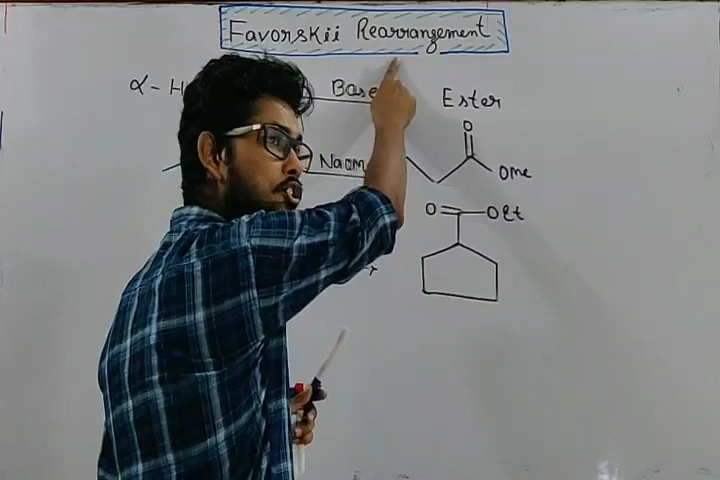 Favorskii Rearrangement
α-H Base Ester
O
Naom OMe
O OEt